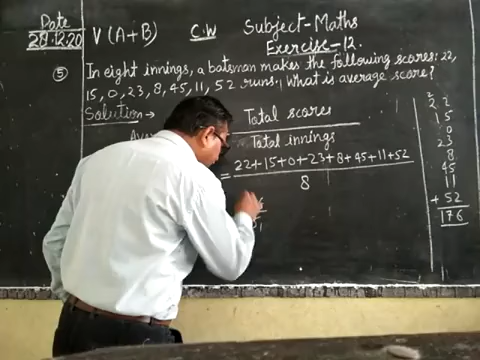 Date
28.12.20
V (A+B)
C.W
Subject-Maths
Exercise-12.
5 In eight innings, a batsman makes the following scores: 22,
15, 0, 23, 8, 45, 11, 52 runs. What is average score?
Solution →
Total scores
Total innings
= 22+15+0+23+8+45+11+52
8
2
22
15
0
23
8
45
11
+ 52
176